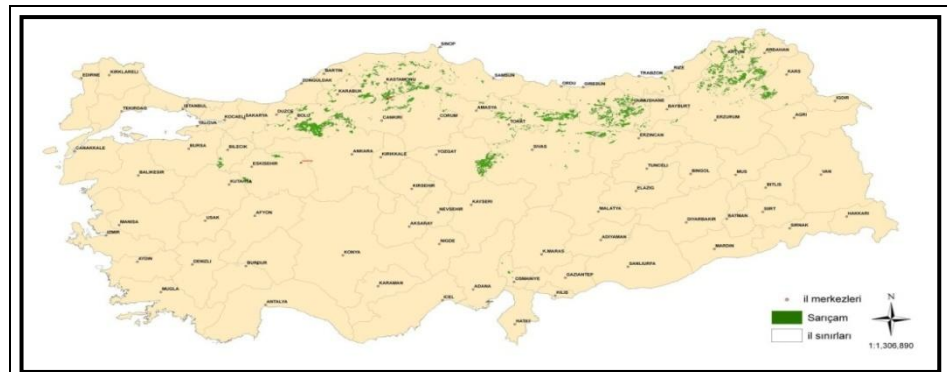 SINOP
EDIRNE
KIRKLARELI
BARTIN
ZONGULDAK
KASTAMONU
KARABUK
SAMSUN
ORDU
GIRESUN
TRABZON
RIZE
ARTVIN
ARDAHAN
KARS
TEKIRDAG
ISTANBUL
KOCAELI
SAKARYA
DUZCE
BOLU
YALOVA
CANKIRI
CORUM
AMASYA
TOKAT
GUMUSHANE
BAYBURT
IGDIR
ERZURUM
AGRI
CANAKKALE
BURSA
BILECIK
ANKARA
KIRIKKALE
YOZGAT
SIVAS
ERZINCAN
ESKISEHIR
BALIKESIR
KUTAHYA
KIRSEHIR
TUNCELI
BINGOL
MUS
VAN
ELAZIG
BITLIS
MANISA
USAK
AFYON
NEVSEHIR
KAYSERI
MALATYA
DIYARBAKIR
BATMAN
SIIRT
HAKKARI
SIRNAK
IZMIR
AKSARAY
NIGDE
ADIYAMAN
MARDIN
AYDIN
DENIZLI
BURDUR
KONYA
K.MARAS
SANLIURFA
MUGLA
ANTALYA
KARAMAN
ICEL
ADANA
OSMANIYE
GAZIANTEP
KILIS
HATAY
il merkezleri
Sarıçam
il sınırları
N
1:1,306,890